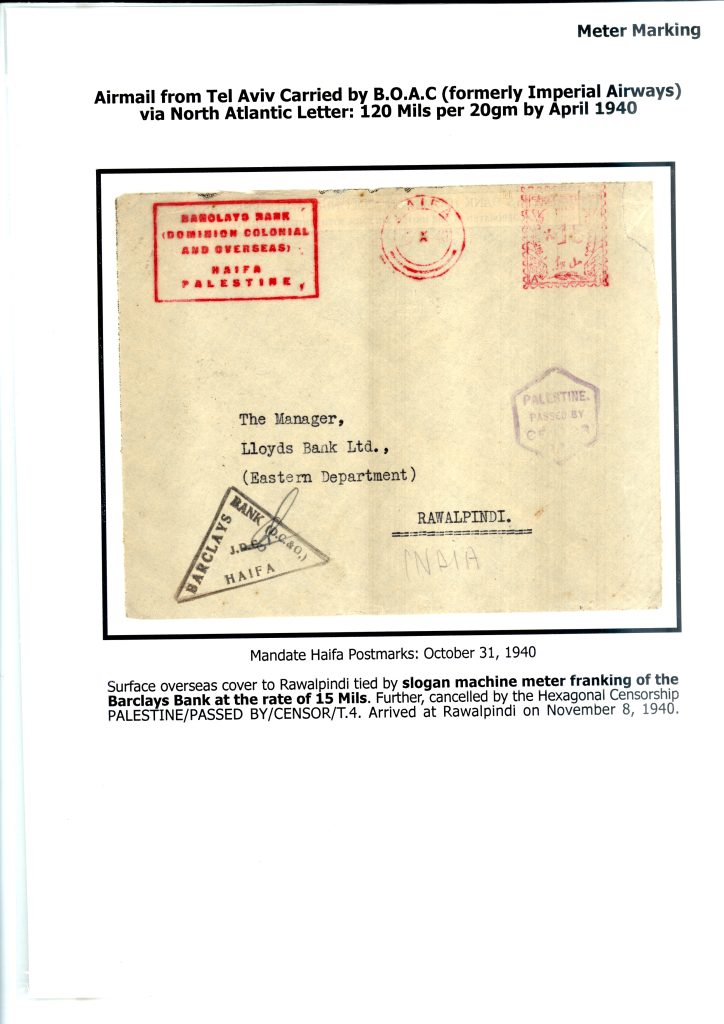 Meter Marking
Airmail from Tel Aviv Carried by B.O.A.C (formerly Imperial Airways)
via North Atlantic Letter: 120 Mils per 20gm by April 1940
BARCLAYS BANK
(DOMINION COLONIAL
AND OVERSEAS)
HAIFA
PALESTINE
HAIFA
X
PALESTINE.
PASSED BY
The Manager,
Lloyds Bank Ltd.,
(Eastern Department)
RAWALPINDI.
INDIA
BARCLAYS BANK (D.C.&O.)
HAIFA
Mandate Haifa Postmarks: October 31, 1940
Surface overseas cover to Rawalpindi tied by slogan machine meter franking of the
Barclays Bank at the rate of 15 Mils. Further, cancelled by the Hexagonal Censorship
PALESTINE/PASSED BY/CENSOR/T.4. Arrived at Rawalpindi on November 8, 1940.